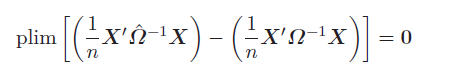 plim [(1/n X′Ω̂⁻¹X) − (1/n X′Ω⁻¹X)] = 0